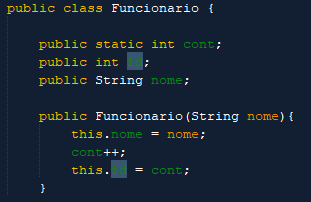 public class Funcionario {
public static int cont;
public int id;
public String nome;
public Funcionario(String nome){
this.nome = nome;
cont++;
this.id = cont;
}